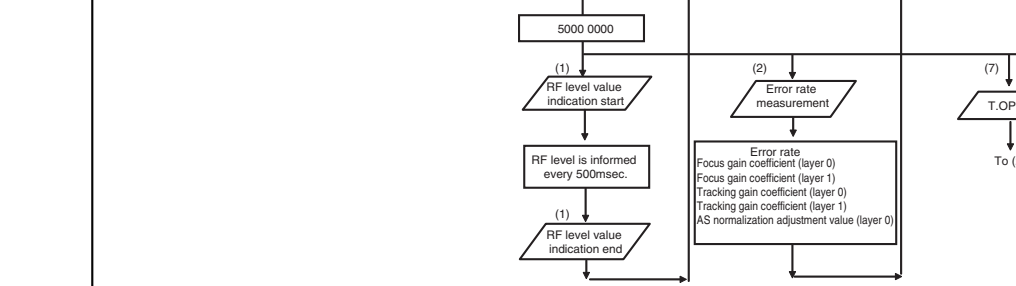 5000 0000
(1)
RF level value
indication start
RF level is informed
every 500msec.
(1)
RF level value
indication end
(2)
Error rate
measurement
Error rate
Focus gain coefficient (layer 0)
Focus gain coefficient (layer 1)
Tracking gain coefficient (layer 0)
Tracking gain coefficient (layer 1)
AS normalization adjustment value (layer 0)
(7)
T.OP
To (